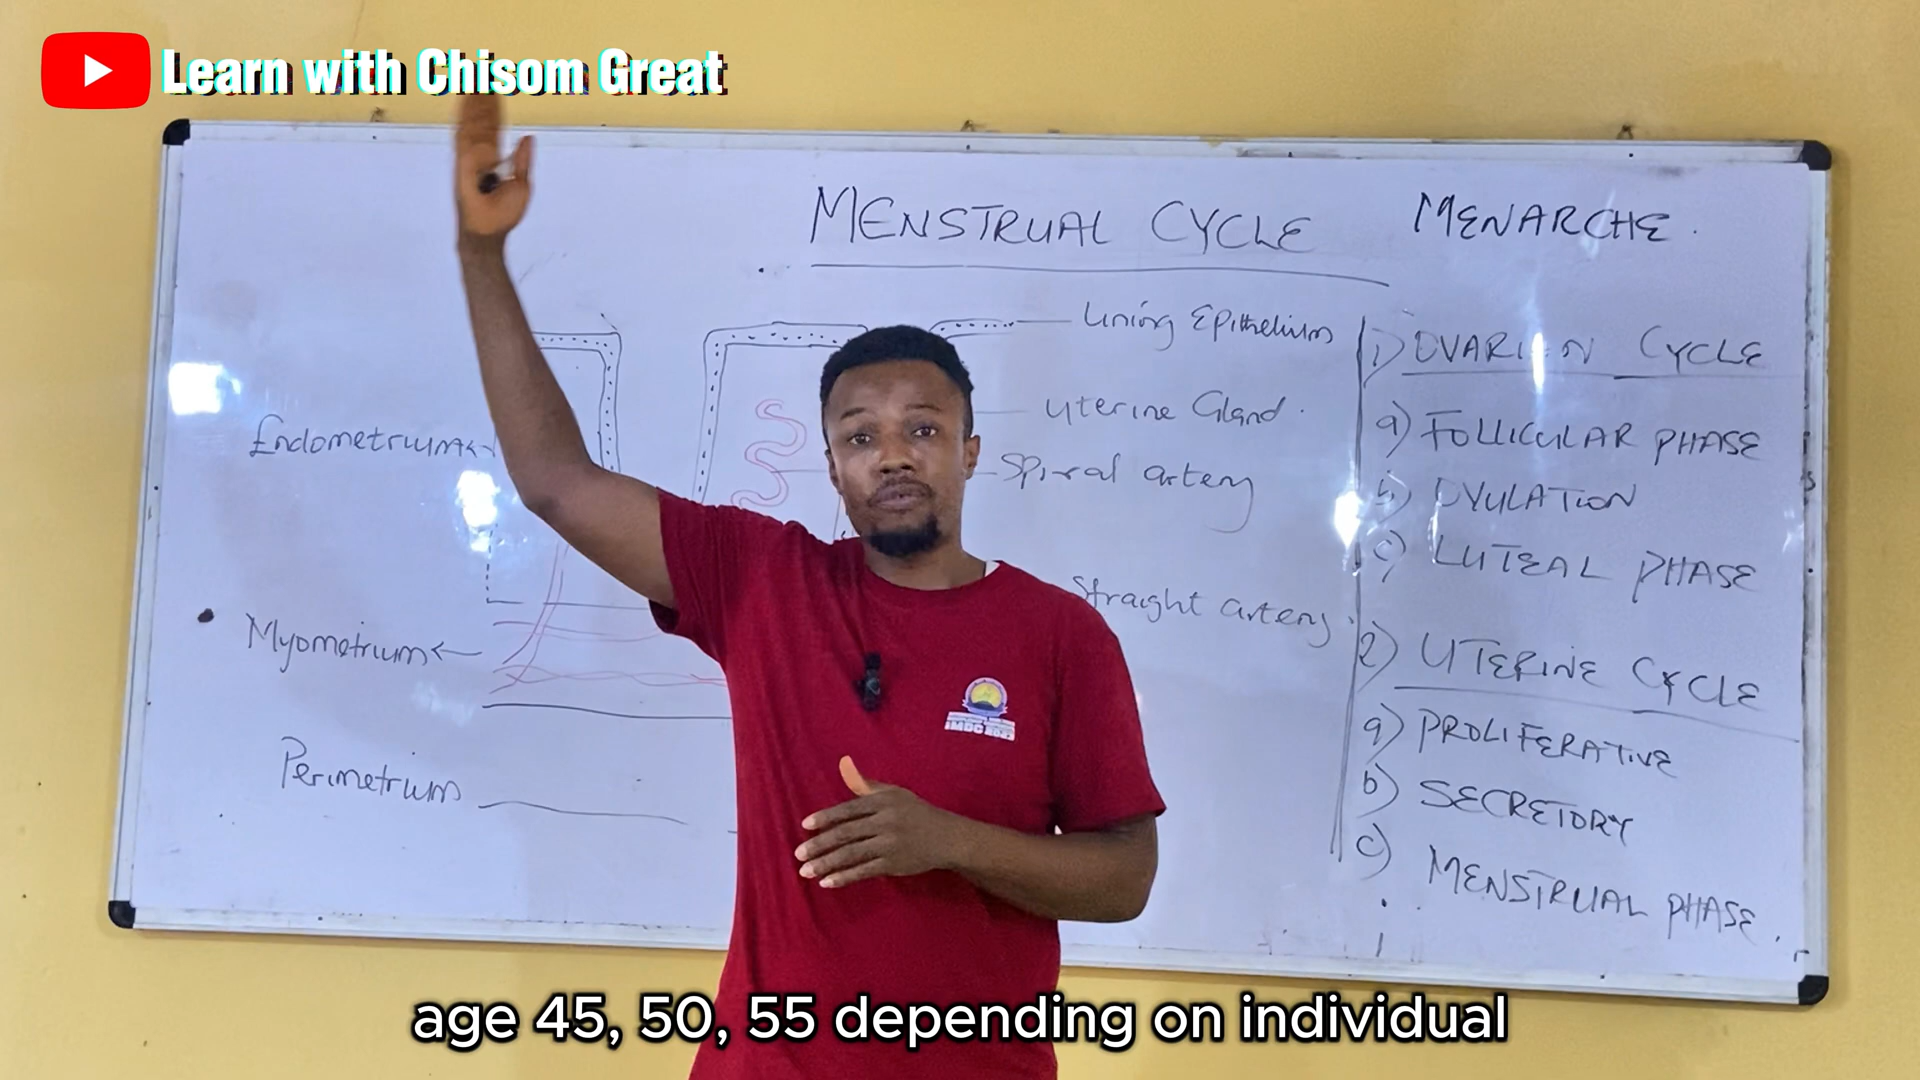 Learn with Chisom Great
MENSTRUAL CYCLE
MENARCHE.
Lining Epithelium
Uterine Gland.
Spiral artery
Straight artery
Endometrium
Myometrium
Perimetrium
1) OVARIAN CYCLE
a) FOLLICULAR PHASE
b) OVULATION
c) LUTEAL PHASE
2) UTERINE CYCLE
a) PROLIFERATIVE
b) SECRETORY
c) MENSTRUAL PHASE.
age 45, 50, 55 depending on individual